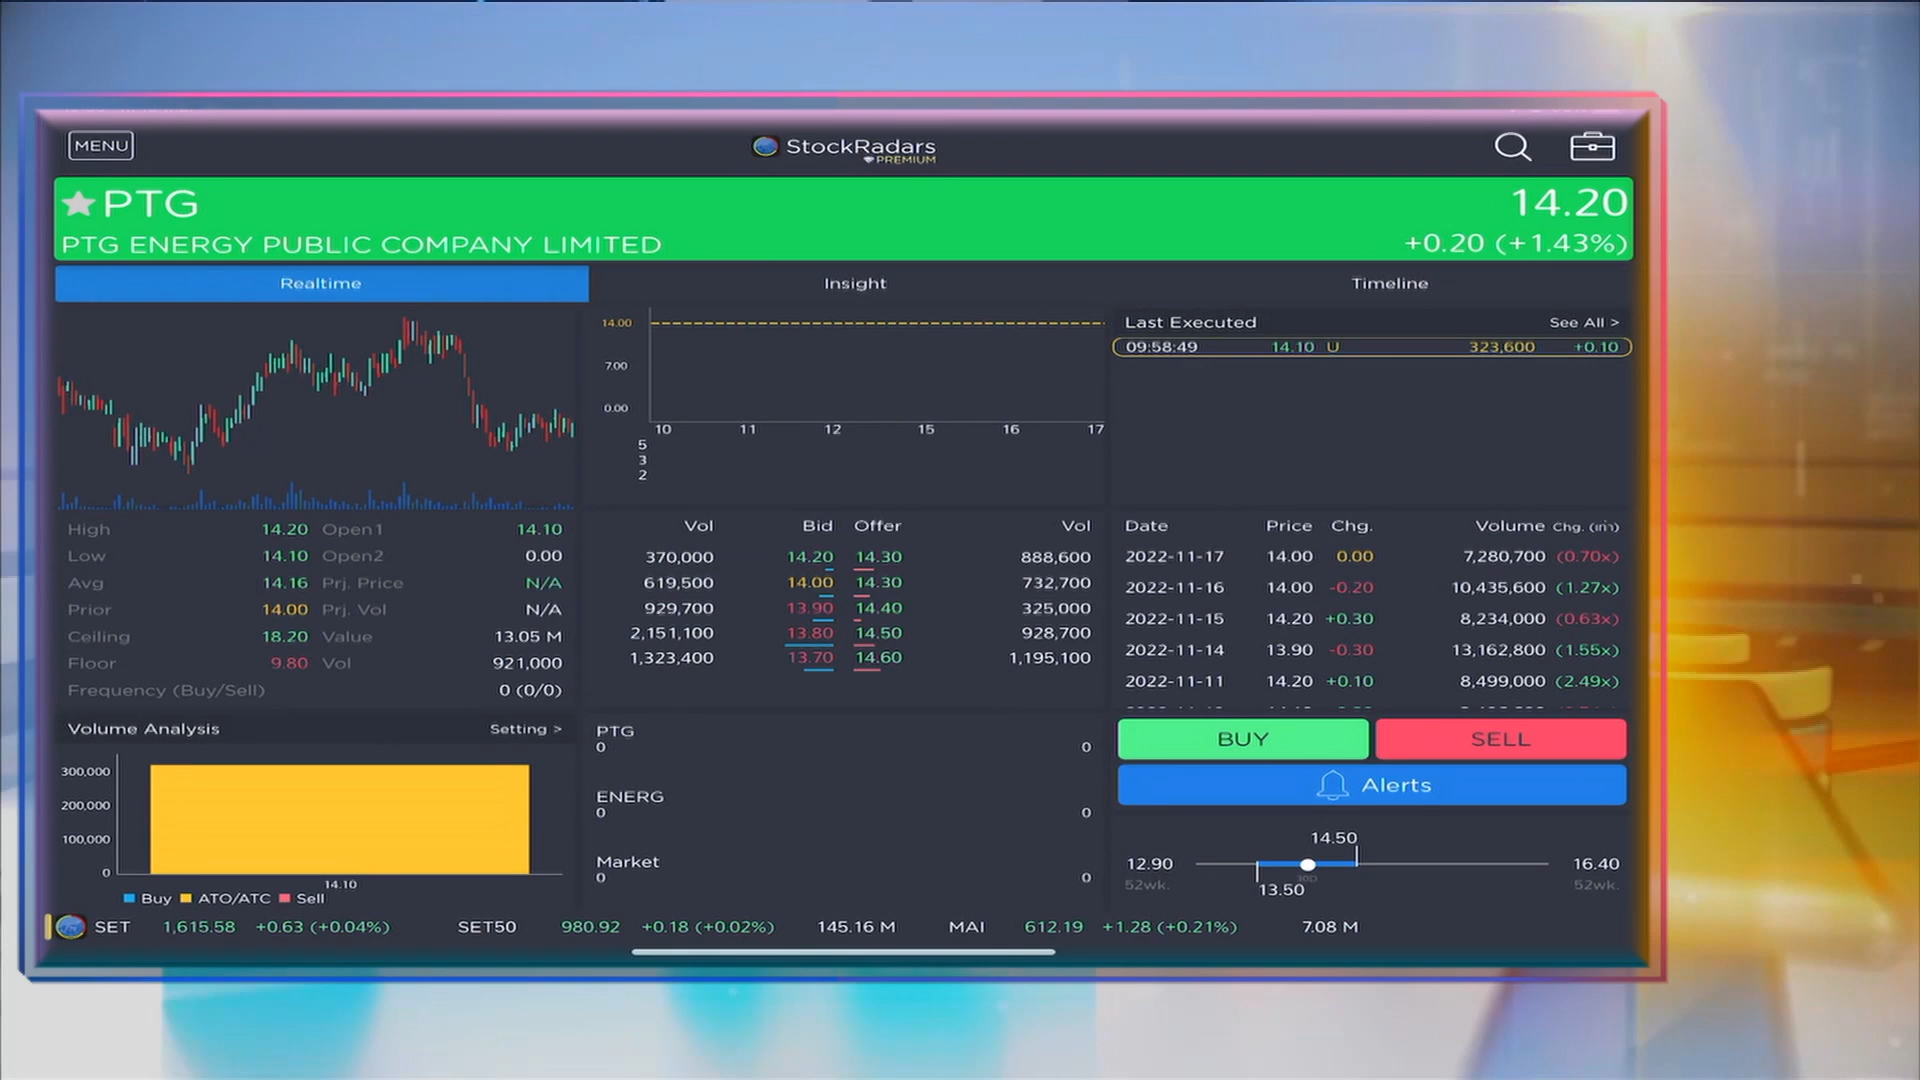 MENU
StockRadars
PREMIUM
PTG
14.20
PTG ENERGY PUBLIC COMPANY LIMITED
+0.20 (+1.43%)
Realtime
Insight
Timeline
14.00
7.00
0.00
10 11 12 15 16 17
5
3
2
Last Executed See All >
09:58:49 14.10 U 323,600 +0.10
High 14.20 Open1 14.10
Low 14.10 Open2 0.00
Avg 14.16 Prj. Price N/A
Prior 14.00 Prj. Vol N/A
Ceiling 18.20 Value 13.05 M
Floor 9.80 Vol 921,000
Frequency (Buy/Sell) 0 (0/0)
Vol Bid Offer Vol
370,000 14.20 14.30 888,600
619,500 14.00 14.30 732,700
929,700 13.90 14.40 325,000
2,151,100 13.80 14.50 928,700
1,323,400 13.70 14.60 1,195,100
Date Price Chg. Volume Chg. (เท่า)
2022-11-17 14.00 0.00 7,280,700 (0.70x)
2022-11-16 14.00 -0.20 10,435,600 (1.27x)
2022-11-15 14.20 +0.30 8,234,000 (0.63x)
2022-11-14 13.90 -0.30 13,162,800 (1.55x)
2022-11-11 14.20 +0.10 8,499,000 (2.49x)
Volume Analysis Setting >
300,000
200,000
100,000
0
14.10
Buy ATO/ATC Sell
PTG
0 0
ENERG
0 0
Market
0 0
BUY SELL
Alerts
14.50
12.90 16.40
52wk. 30D 52wk.
13.50
SET 1,615.58 +0.63 (+0.04%) SET50 980.92 +0.18 (+0.02%) 145.16 M MAI 612.19 +1.28 (+0.21%) 7.08 M